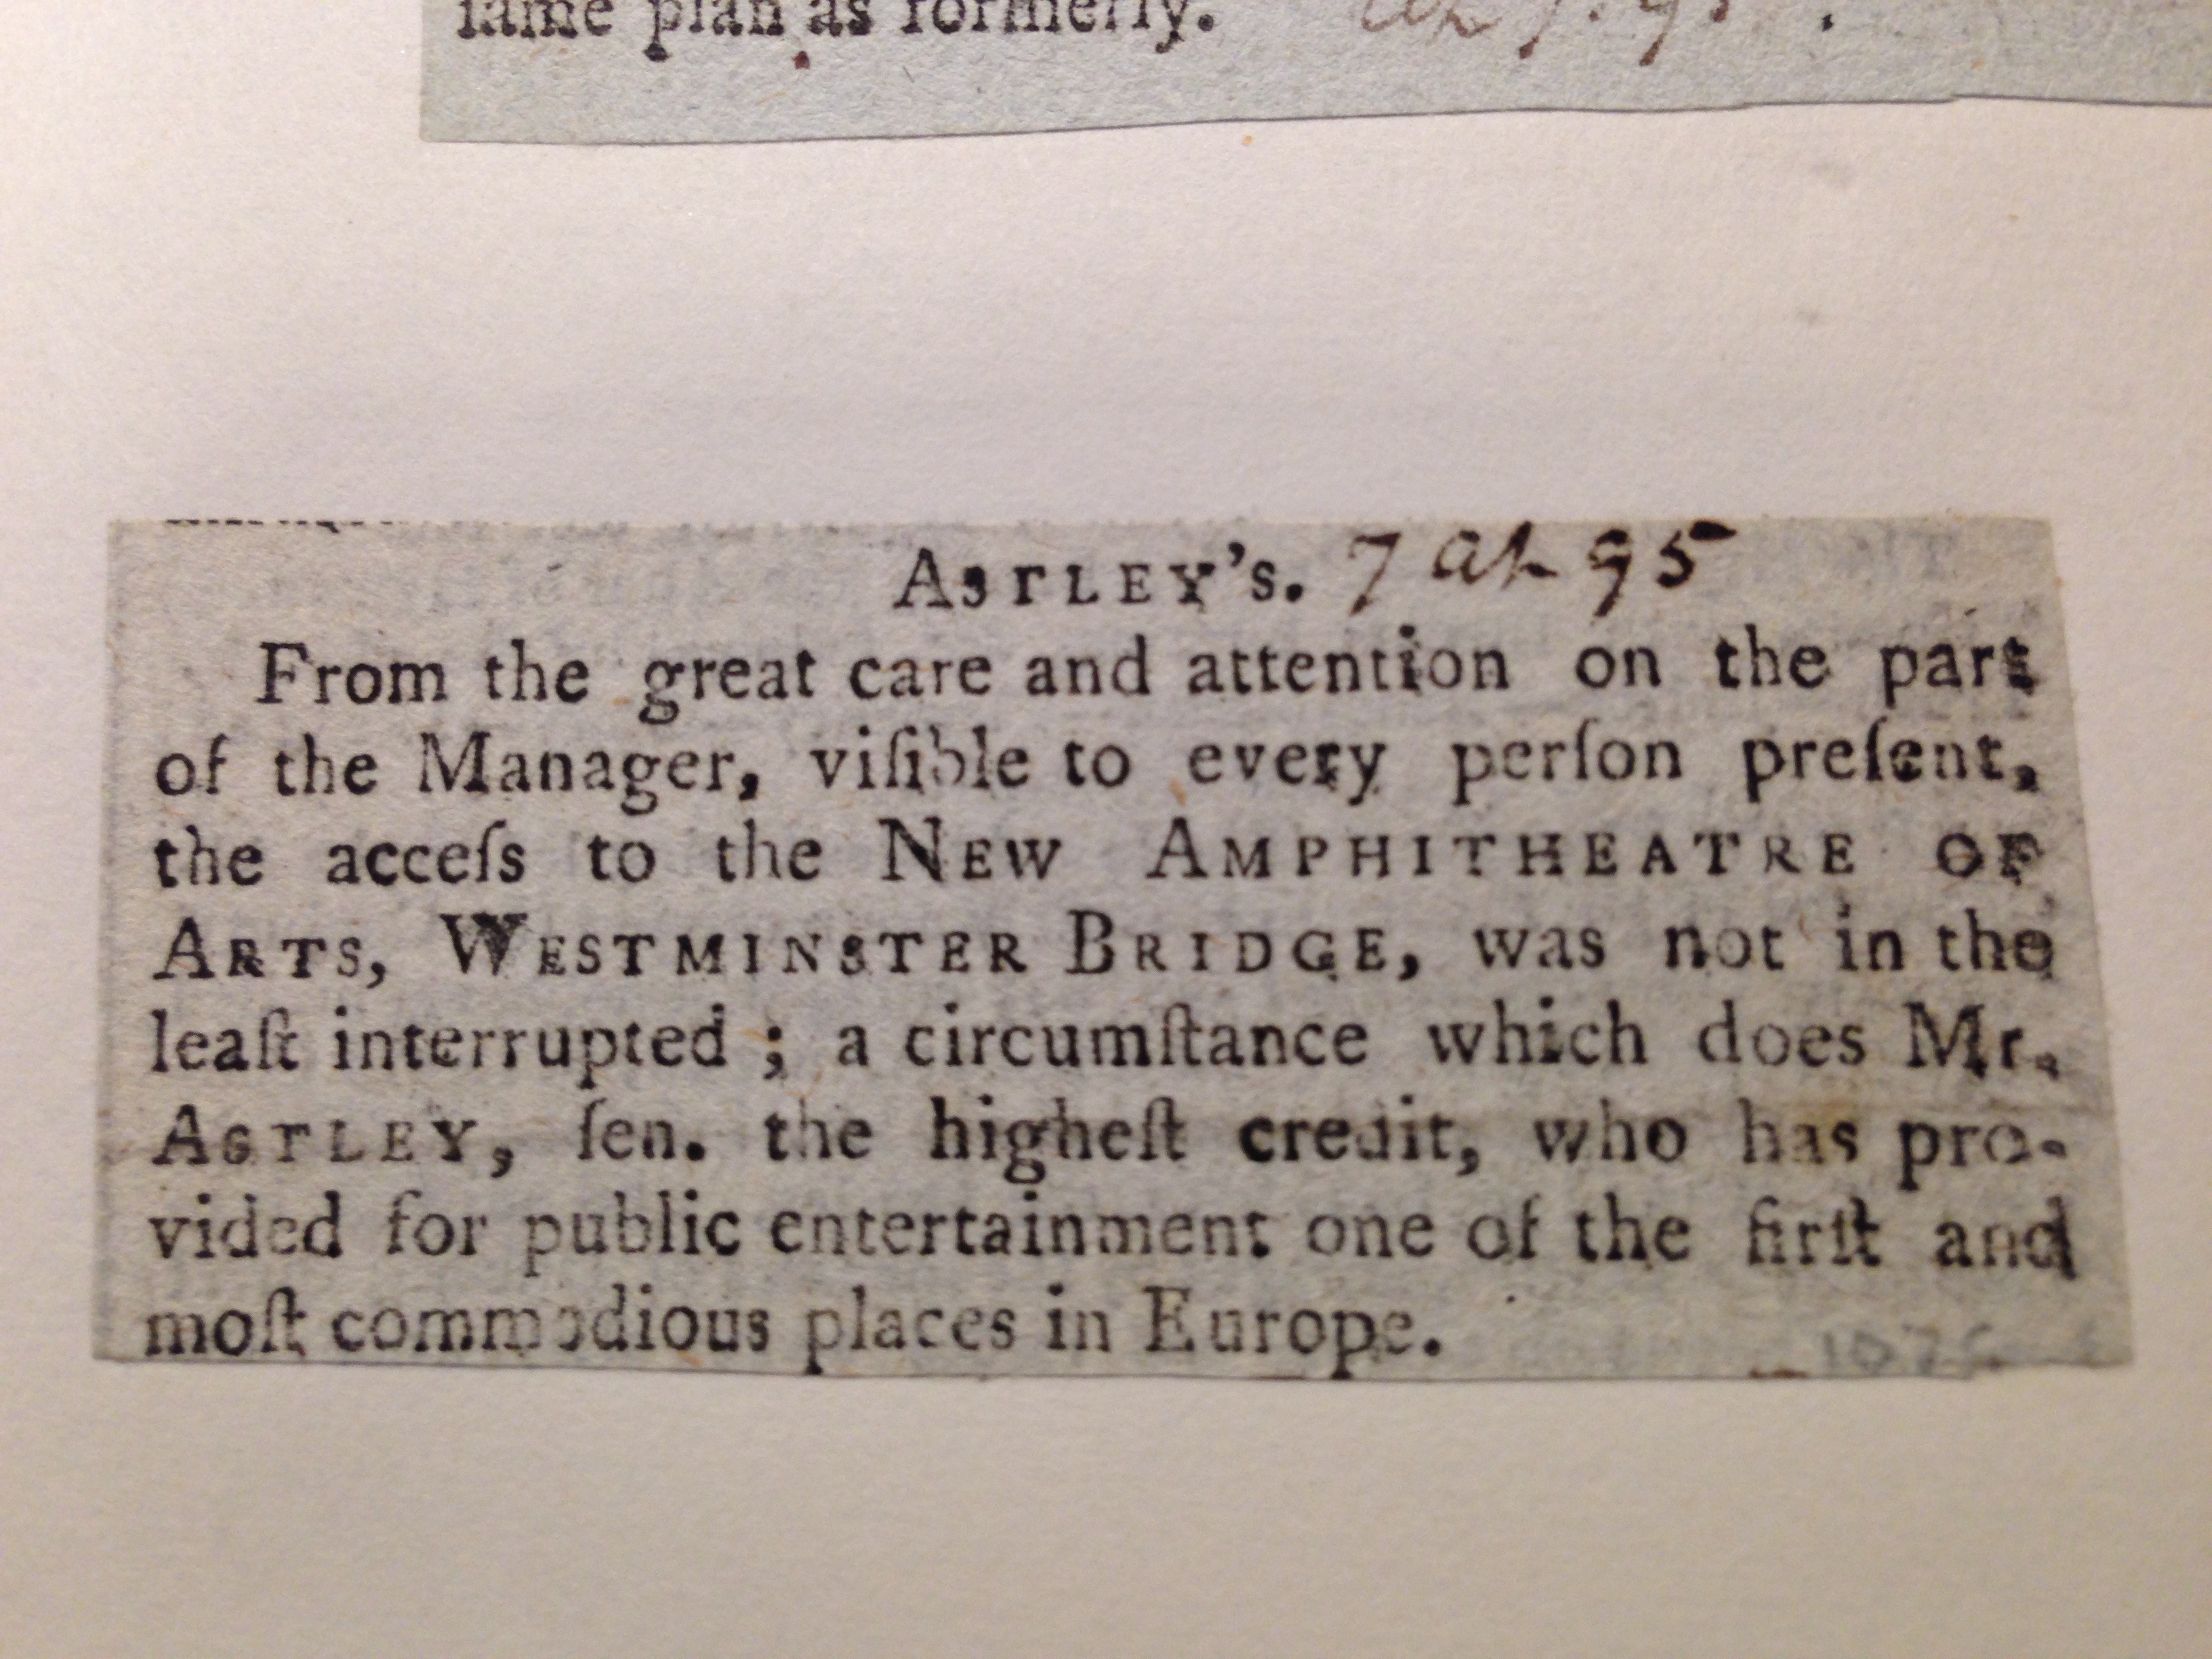 ſame plan as formerly. ap 7. 95.
ASTLEY's. 7 ap 95
From the great care and attention on the part
of the Manager, viſible to every perſon preſent,
the acceſs to the NEW AMPHITHEATRE OF
ARTS, WESTMINSTER BRIDGE, was not in the
leaſt interrupted ; a circumſtance which does Mr.
ASTLEY, ſen. the higheſt credit, who has pro-
vided for public entertainment one of the firſt and
moſt commodious places in Europe.